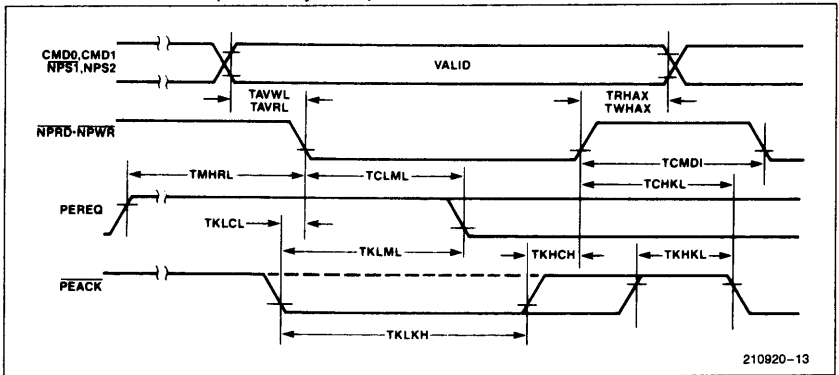 CMD0,CMD1
NPS1,NPS2
VALID
TAVWL
TAVRL
TRHAX
TWHAX
NPRD·NPWR
TCMDI
TMHRL
TCLML
TCHKL
PEREQ
TKLCL
TKLML
TKHCH
TKHKL
PEACK
TKLKH
210920-13